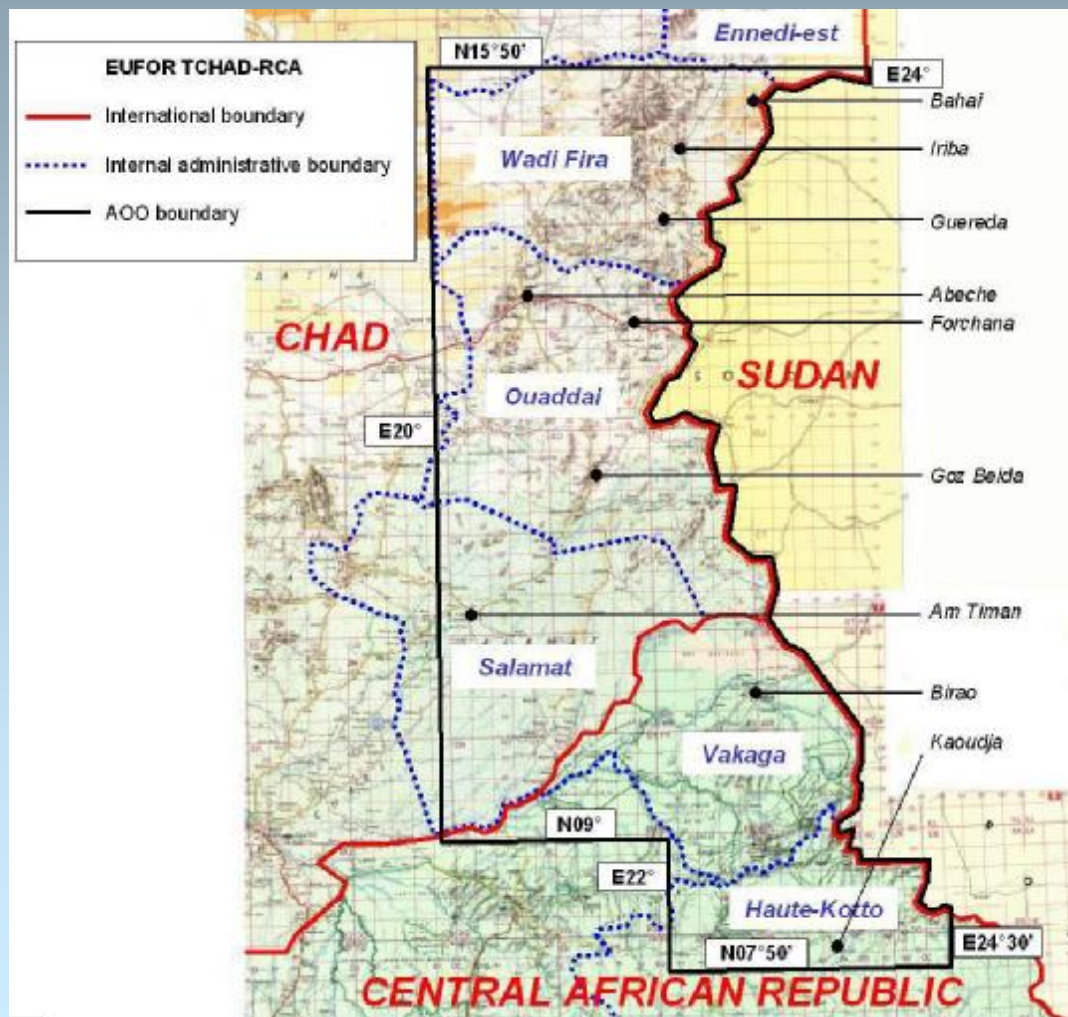 Ennedi-est
N15°50'
E24°
EUFOR TCHAD-RCA
International boundary
Internal administrative boundary
AOO boundary
Bahai
Iriba
Wadi Fira
Guereda
Abeche
Forchana
CHAD
SUDAN
Ouaddai
E20°
Goz Beida
Am Timan
Salamat
Birao
Kaoudja
Vakaga
N09°
E22°
Haute-Kotto
N07°50'
E24°30'
CENTRAL AFRICAN REPUBLIC